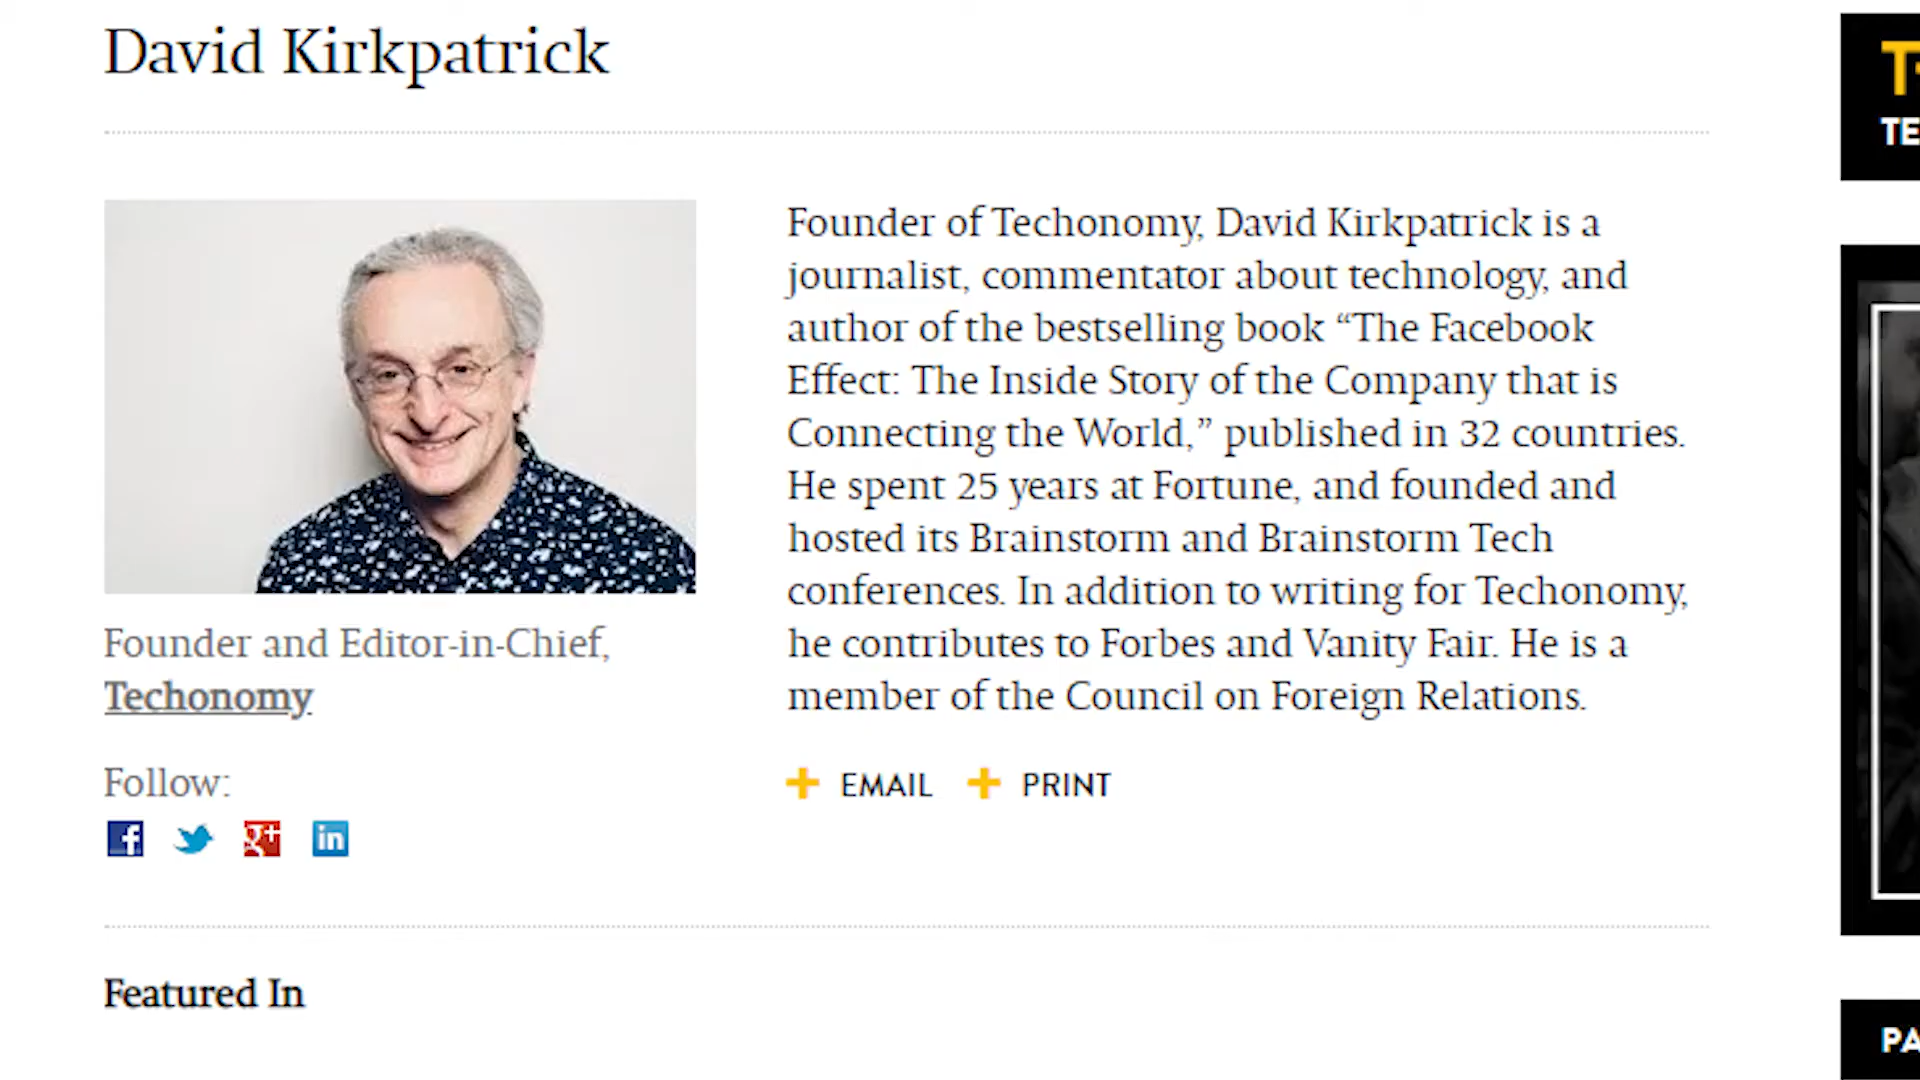 David Kirkpatrick
Founder of Techonomy, David Kirkpatrick is a
journalist, commentator about technology, and
author of the bestselling book “The Facebook
Effect: The Inside Story of the Company that is
Connecting the World,” published in 32 countries.
He spent 25 years at Fortune, and founded and
hosted its Brainstorm and Brainstorm Tech
conferences. In addition to writing for Techonomy,
he contributes to Forbes and Vanity Fair. He is a
member of the Council on Foreign Relations.
EMAIL PRINT
Founder and Editor-in-Chief,
Techonomy
Follow:
Featured In